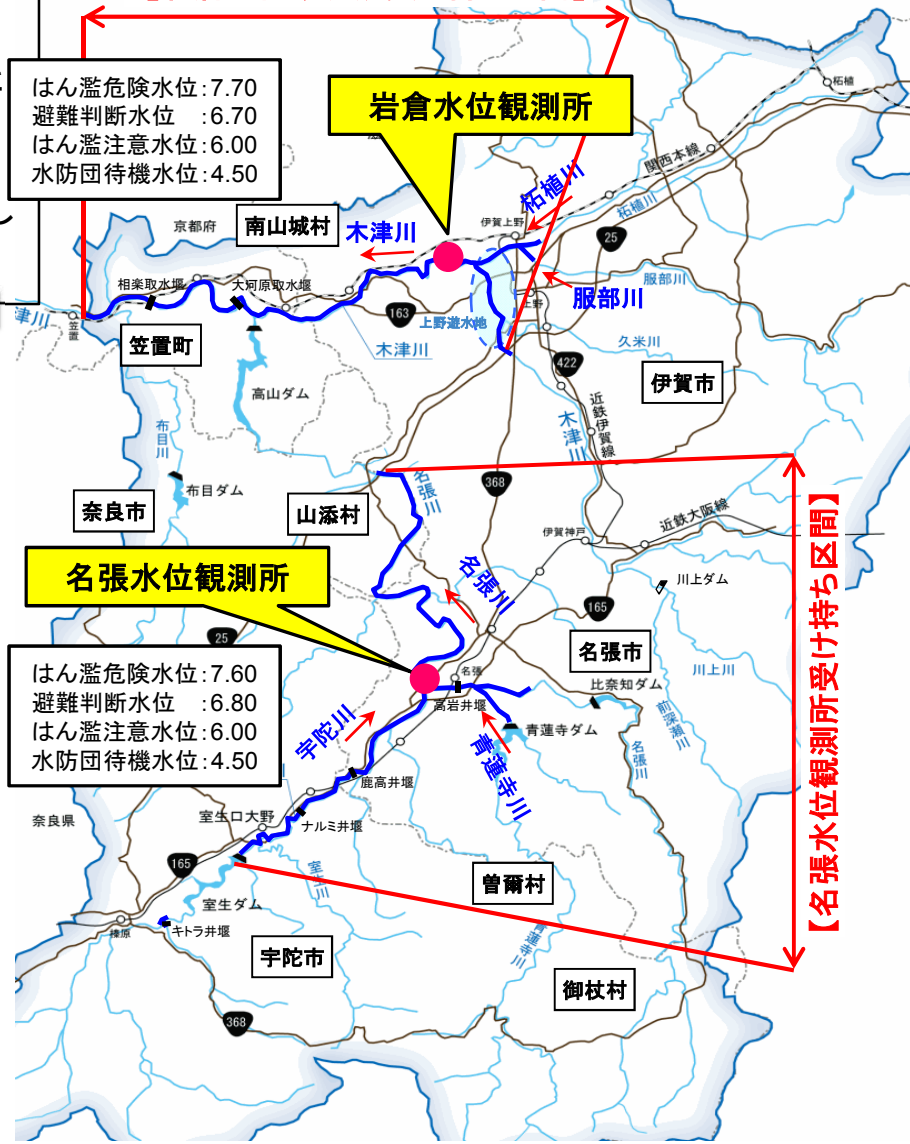 はん濫危険水位:7.70
避難判断水位 :6.70
はん濫注意水位:6.00
水防団待機水位:4.50
岩倉水位観測所
柘植
関西本線
柘植川
柘植川
京都府
南山城村
木津川
伊賀上野
25
相楽取水堰
大河原取水堰
服部川
服部川
上野
163
上野遊水地
津川
笠置
笠置町
木津川
久米川
422
伊賀市
高山ダム
近鉄伊賀線
木津川
布目川
布目ダム
名張川
368
奈良市
山添村
近鉄大阪線
伊賀神戸
【名張水位観測所受け持ち区間】
名張水位観測所
名張川
川上ダム
165
25
名張市
はん濫危険水位:7.60
避難判断水位 :6.80
はん濫注意水位:6.00
水防団待機水位:4.50
名張
川上川
比奈知ダム
高岩井堰
前深瀬川
宇陀川
青蓮寺ダム
青蓮寺川
名張川
鹿高井堰
奈良県
室生口大野
ナルミ井堰
165
室生川
曽爾村
室生ダム
榛原
キトラ井堰
青蓮寺川
宇陀市
御杖村
368